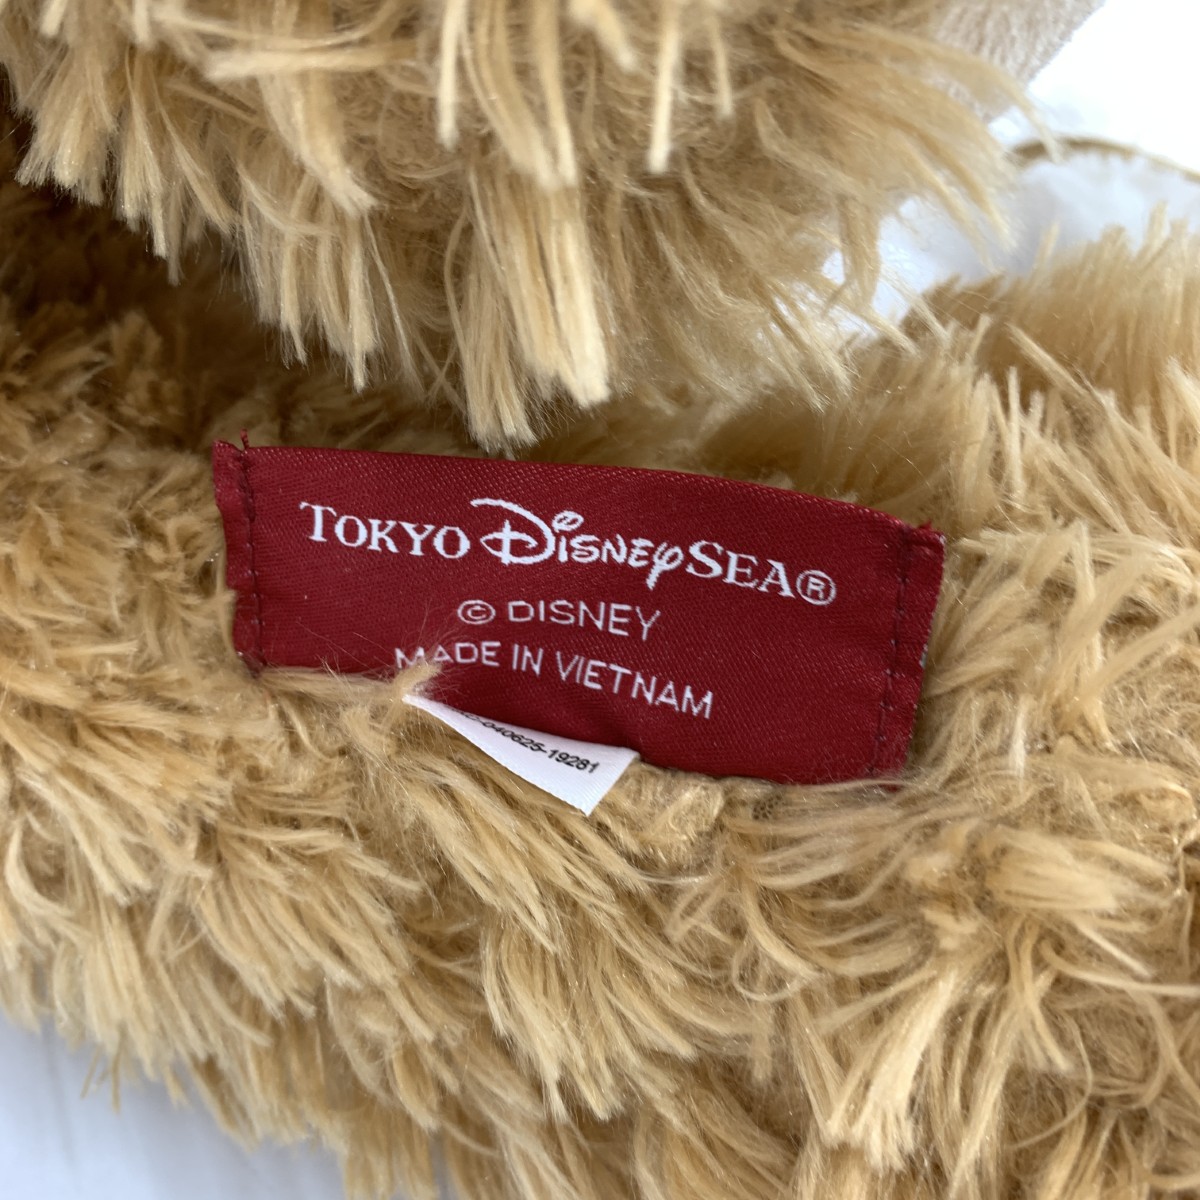 TOKYO DISNEYSEA®
© DISNEY
MADE IN VIETNAM
-040625-19281